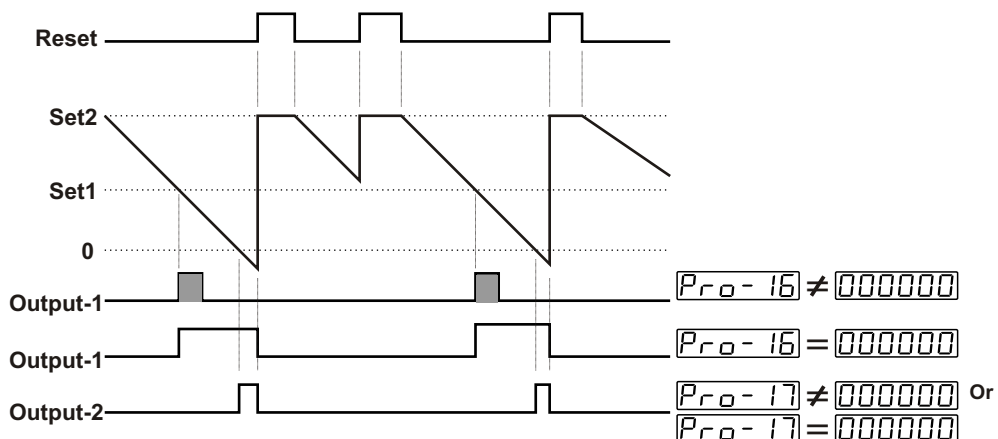 Reset
Set2
Set1
0
Output-1 Pro-16 ≠ 000000
Output-1 Pro-16 = 000000
Output-2 Pro-17 ≠ 000000 Or
Pro-17 = 000000